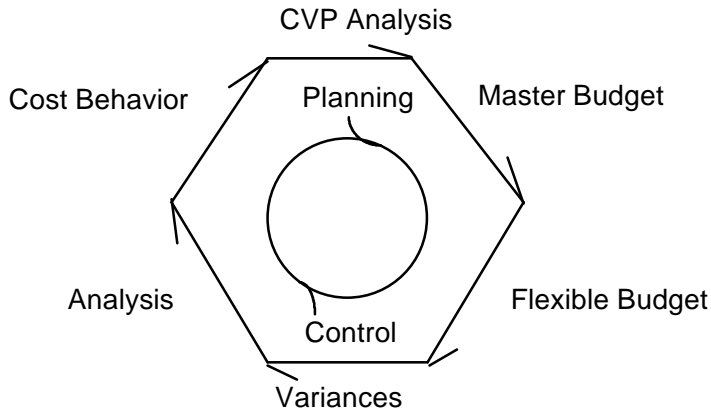 CVP Analysis
Cost Behavior
Planning
Master Budget
Analysis
Flexible Budget
Control
Variances